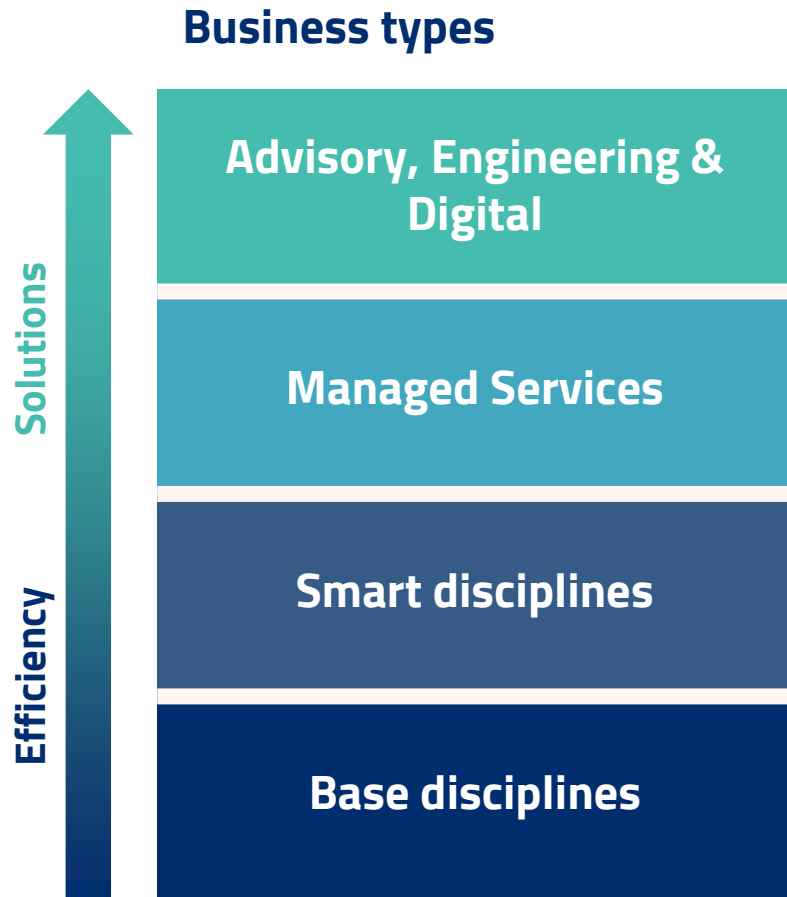 Business types
Advisory, Engineering &
Digital
Solutions
Managed Services
Smart disciplines
Efficiency
Base disciplines